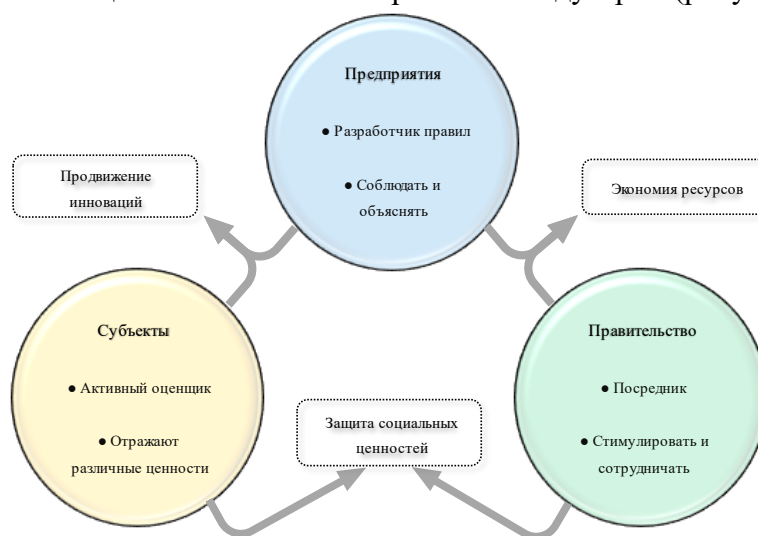 Предприятия
● Разработчик правил
● Соблюдать и
объяснять
Продвижение
инноваций
Экономия ресурсов
Субъекты
● Активный оценщик
● Отражают
различные ценности
Защита социальных
ценностей
Правительство
● Посредник
● Стимулировать и
сотрудничать